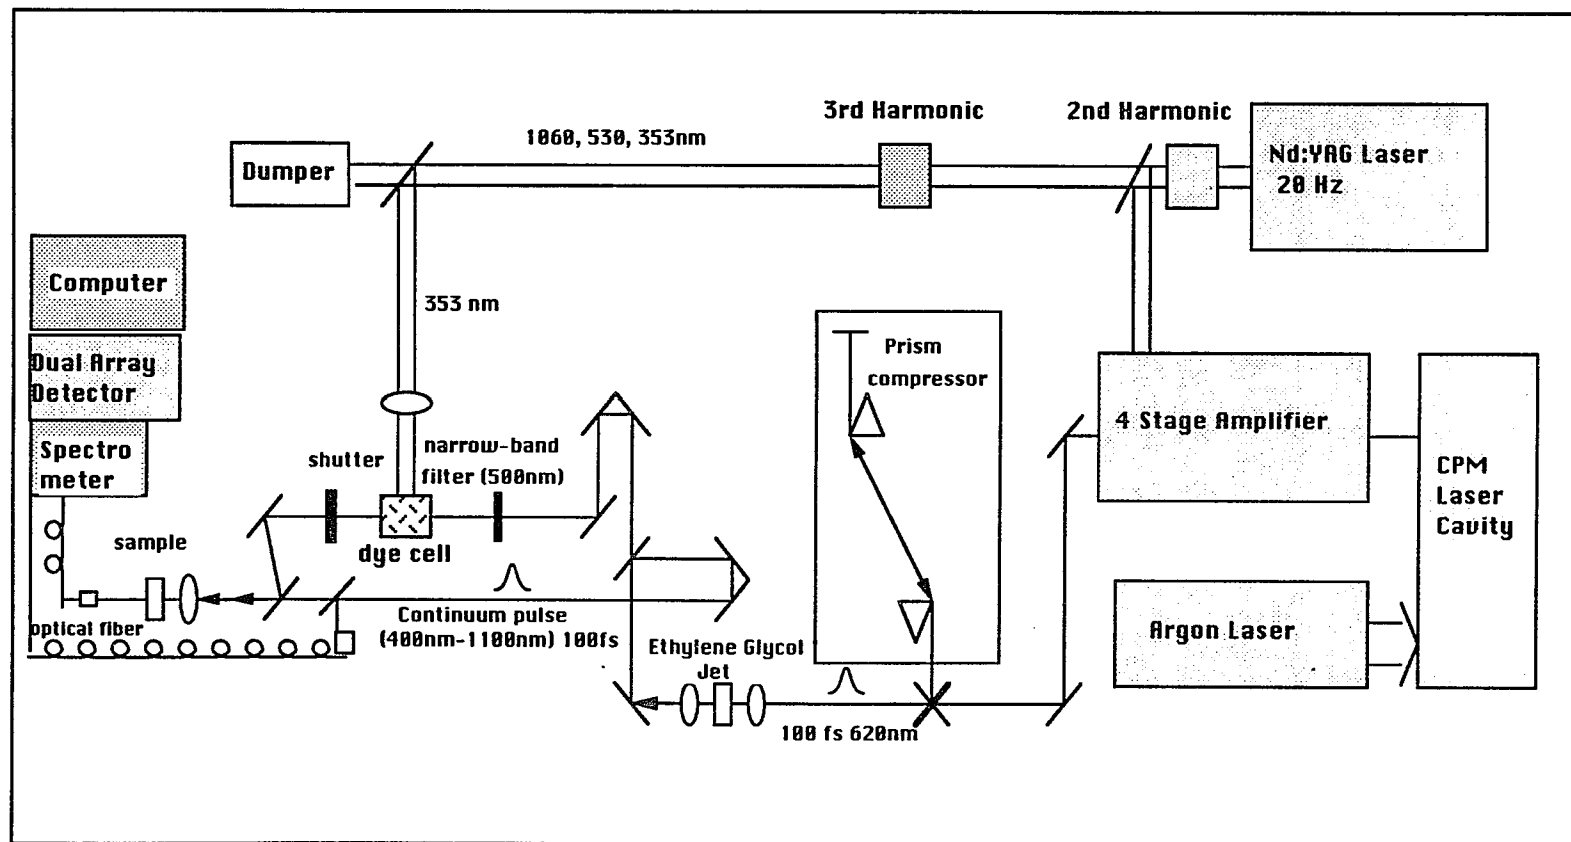 3rd Harmonic
2nd Harmonic
1060, 530, 353nm
Nd:YAG Laser
20 Hz
Dumper
Computer
353 nm
Dual Array
Detector
Prism
compressor
4 Stage Amplifier
Spectro
meter
shutter
narrow-band
filter (500nm)
CPM
Laser
Cavity
sample
dye cell
Continuum pulse
(400nm-1100nm) 100fs
optical fiber
Ethylene Glycol
Jet
Argon Laser
100 fs 620nm